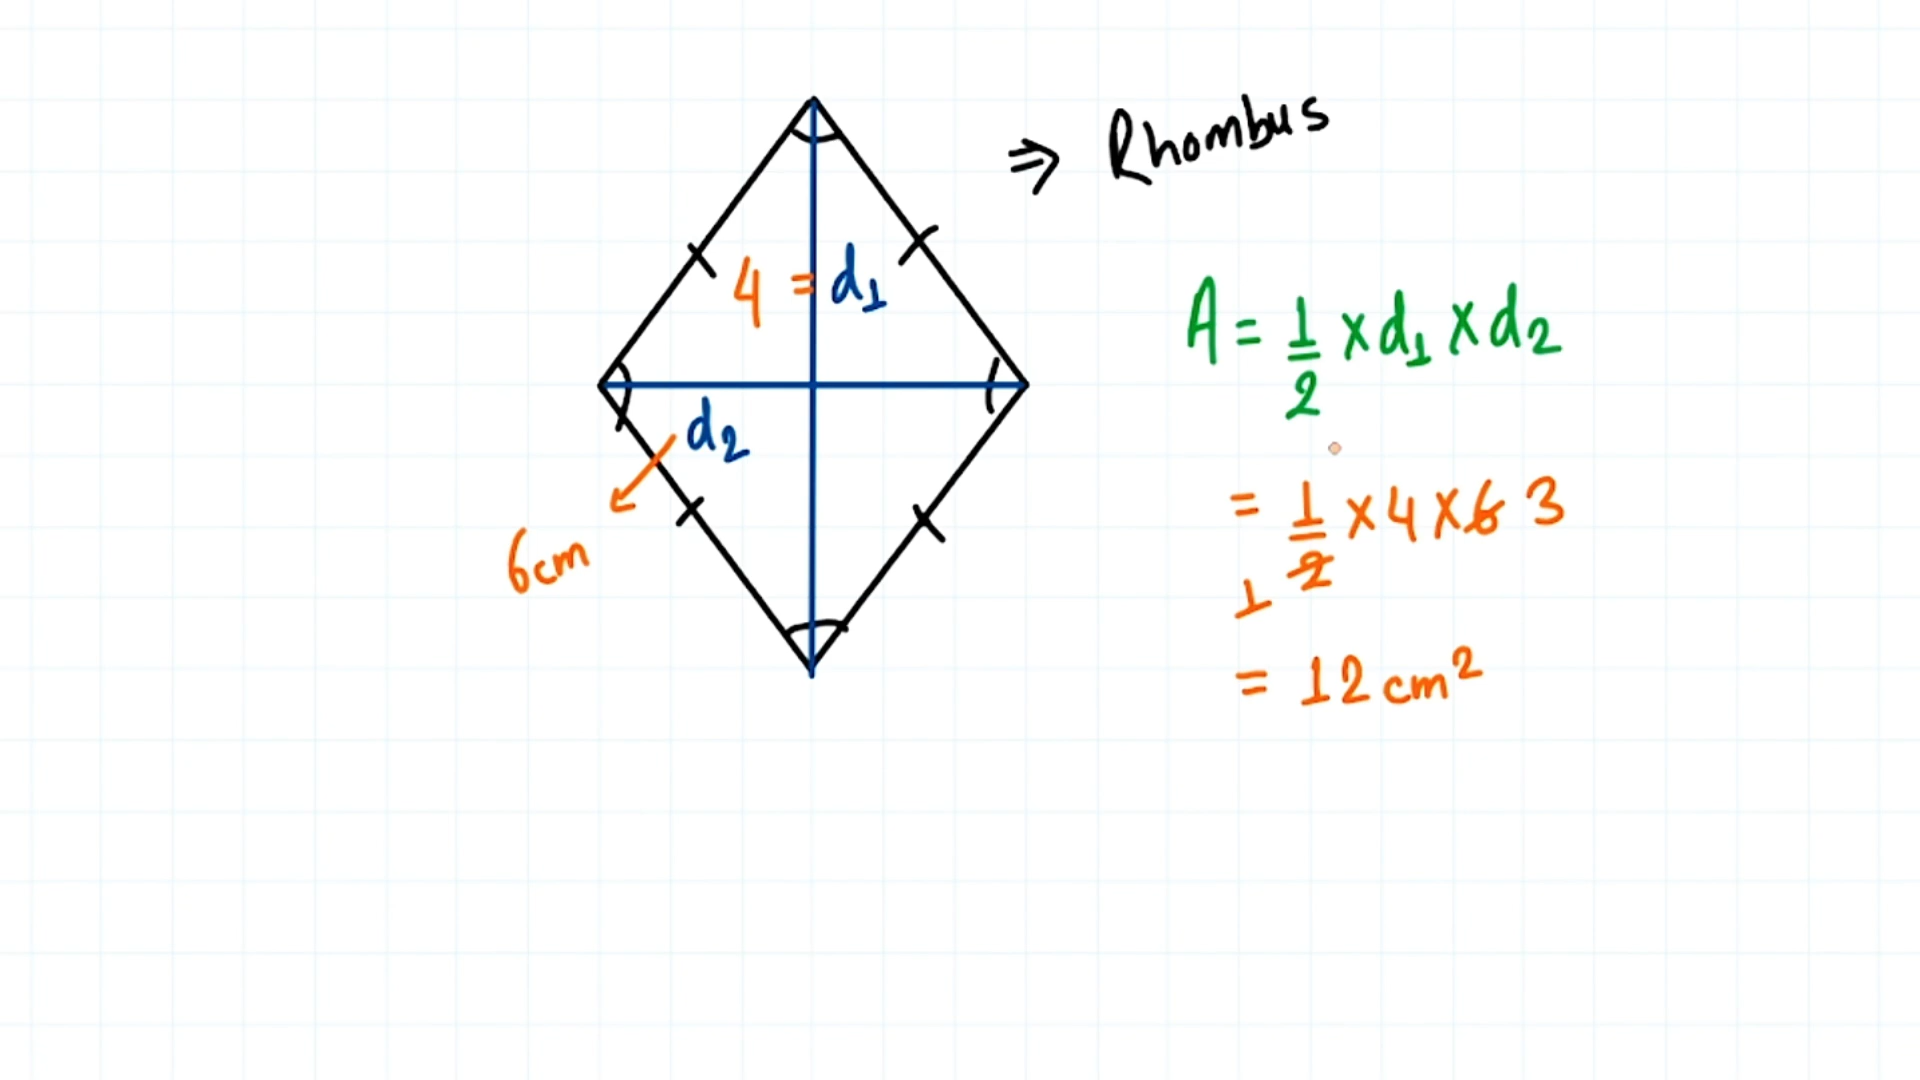 ⇒ Rhombus
4 = d₁
A = 1/2 × d₁ × d₂
d₂
6cm
= 1/2 × 4 × 6 3
1
= 12 cm²